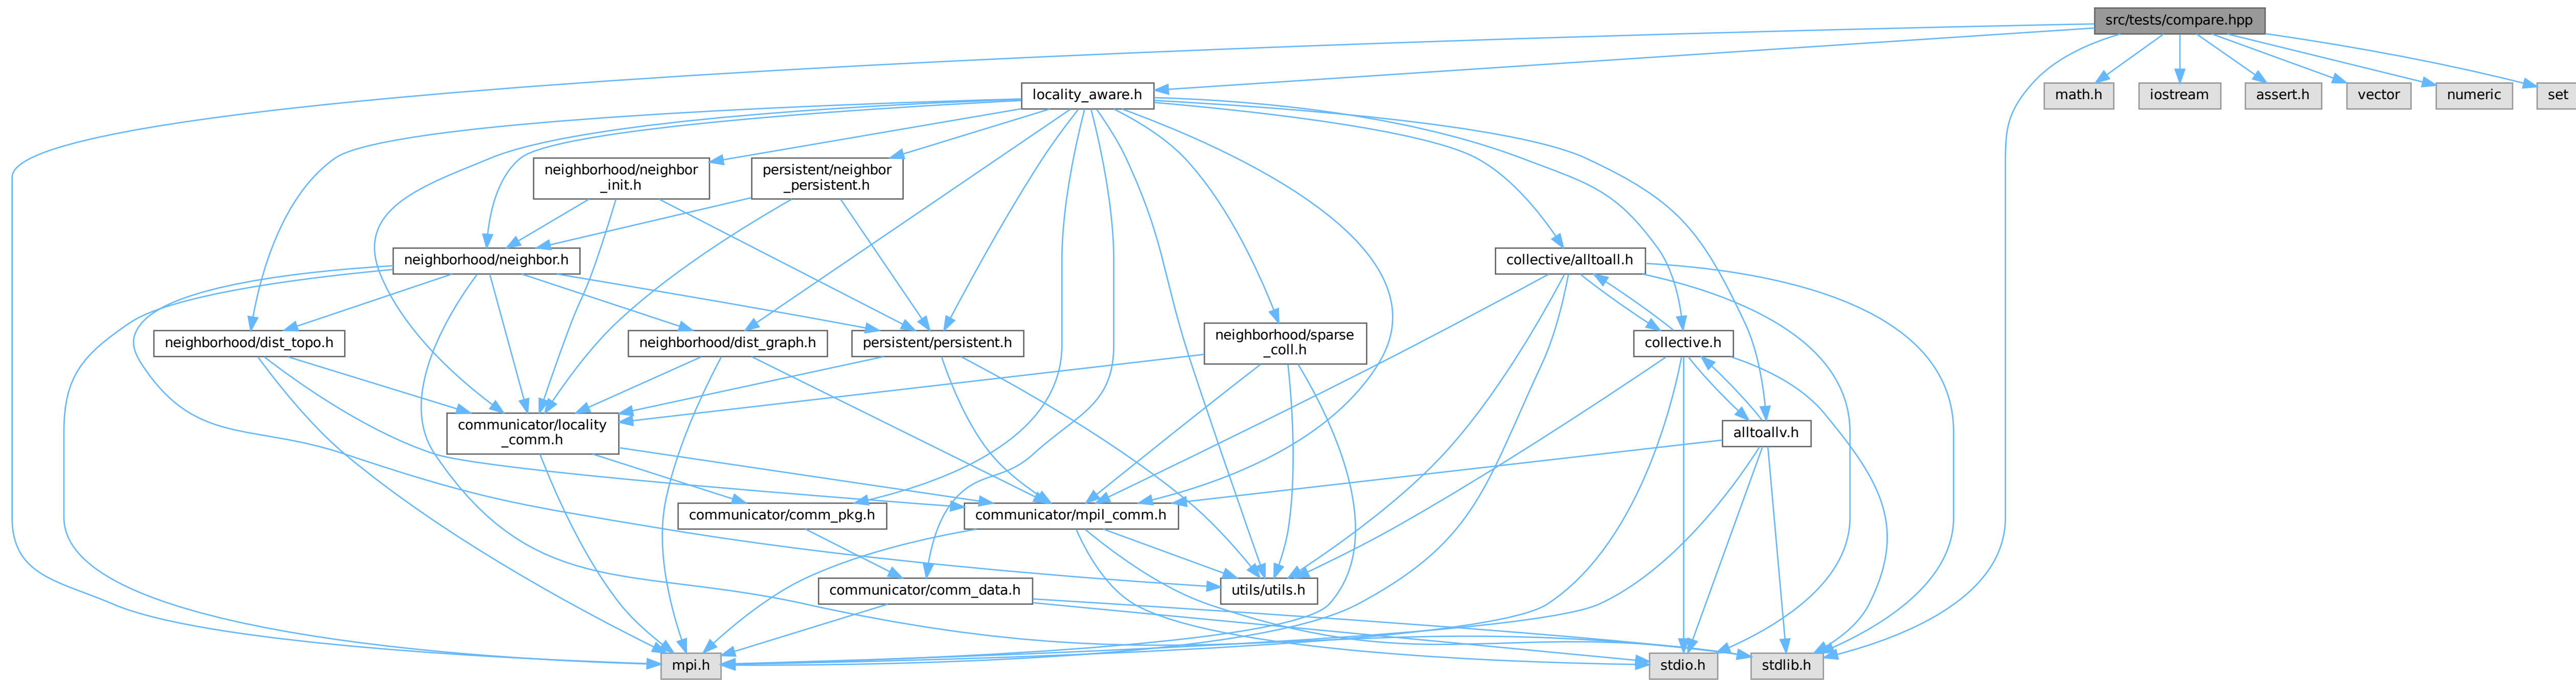 src/tests/compare.hpp
locality_aware.h
math.h
iostream
assert.h
vector
numeric
set
neighborhood/neighbor
_init.h
persistent/neighbor
_persistent.h
neighborhood/neighbor.h
collective/alltoall.h
neighborhood/dist_topo.h
neighborhood/dist_graph.h
persistent/persistent.h
neighborhood/sparse
_coll.h
collective.h
communicator/locality
_comm.h
alltoallv.h
communicator/comm_pkg.h
communicator/mpil_comm.h
communicator/comm_data.h
utils/utils.h
mpi.h
stdio.h
stdlib.h